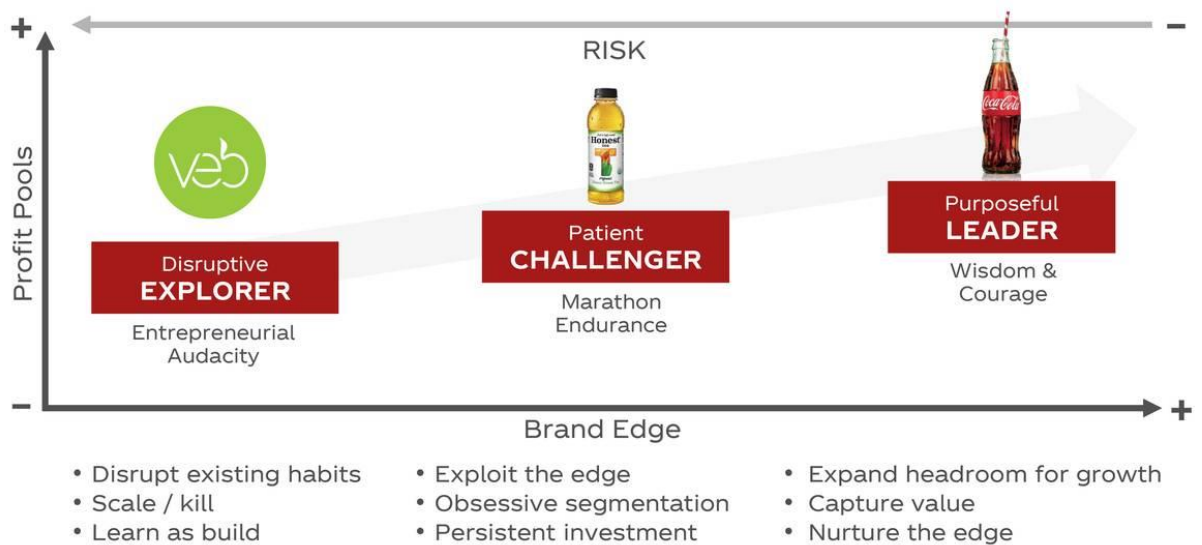 +
-
RISK
veb
Honest
T
Coca-Cola
Profit Pools
Disruptive
EXPLORER
Entrepreneurial
Audacity
Patient
CHALLENGER
Marathon
Endurance
Purposeful
LEADER
Wisdom &
Courage
-
+
Brand Edge
• Disrupt existing habits
• Scale / kill
• Learn as build
• Exploit the edge
• Obsessive segmentation
• Persistent investment
• Expand headroom for growth
• Capture value
• Nurture the edge